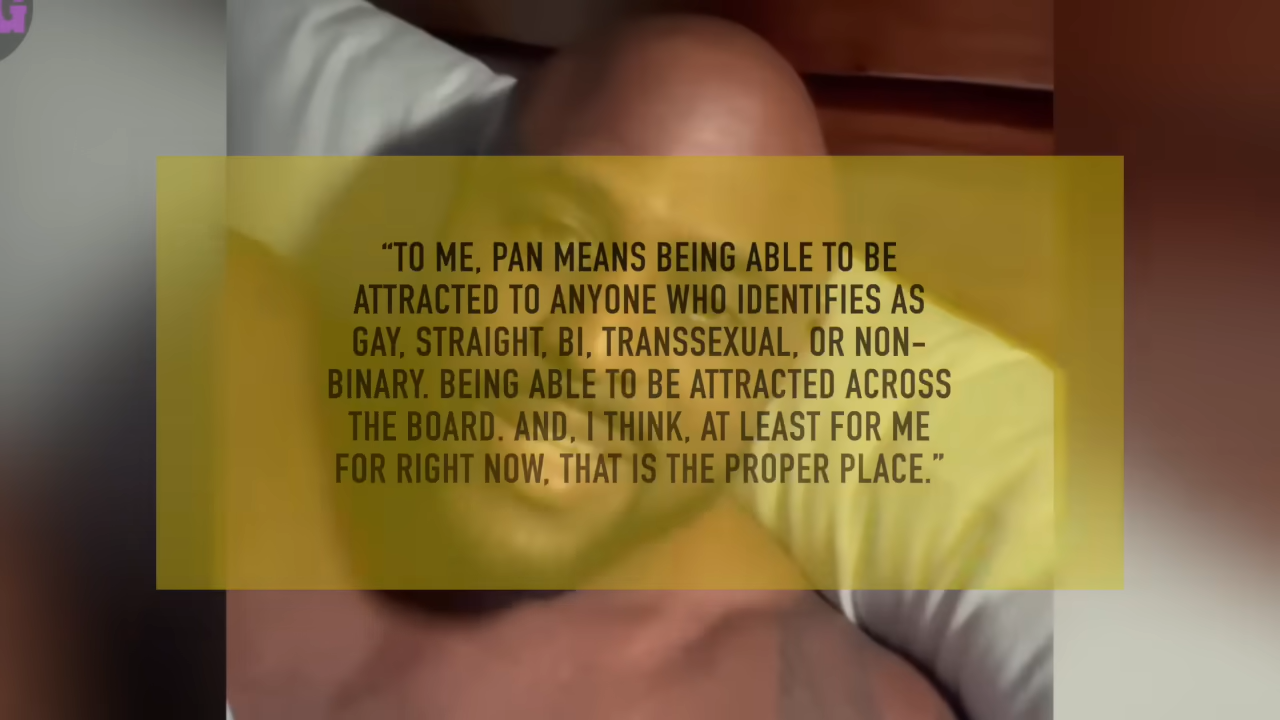 “TO ME, PAN MEANS BEING ABLE TO BE
ATTRACTED TO ANYONE WHO IDENTIFIES AS
GAY, STRAIGHT, BI, TRANSSEXUAL, OR NON-
BINARY. BEING ABLE TO BE ATTRACTED ACROSS
THE BOARD. AND, I THINK, AT LEAST FOR ME
FOR RIGHT NOW, THAT IS THE PROPER PLACE.”